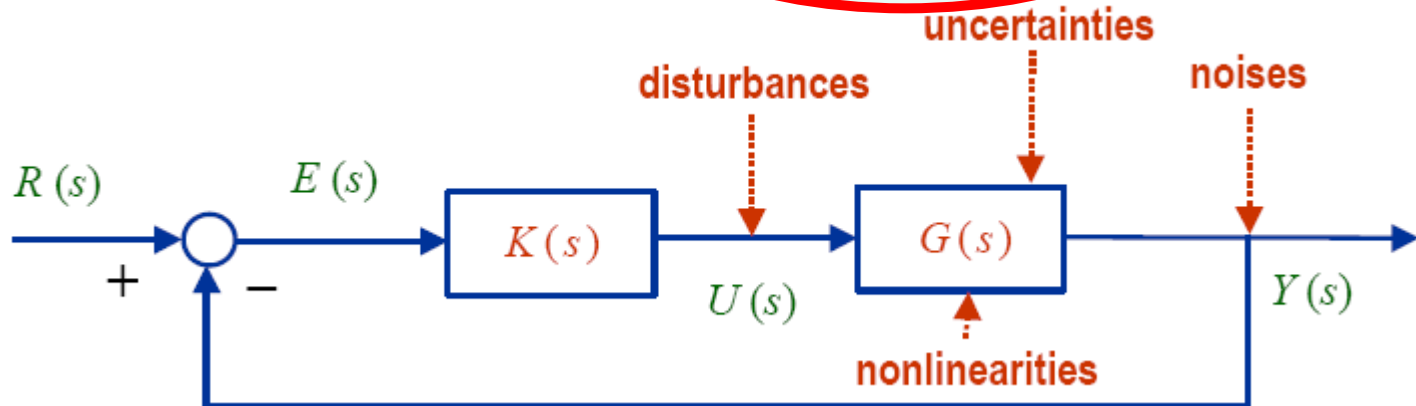 uncertainties
disturbances
noises
R (s)
E (s)
K (s)
G (s)
+
−
U (s)
Y (s)
nonlinearities